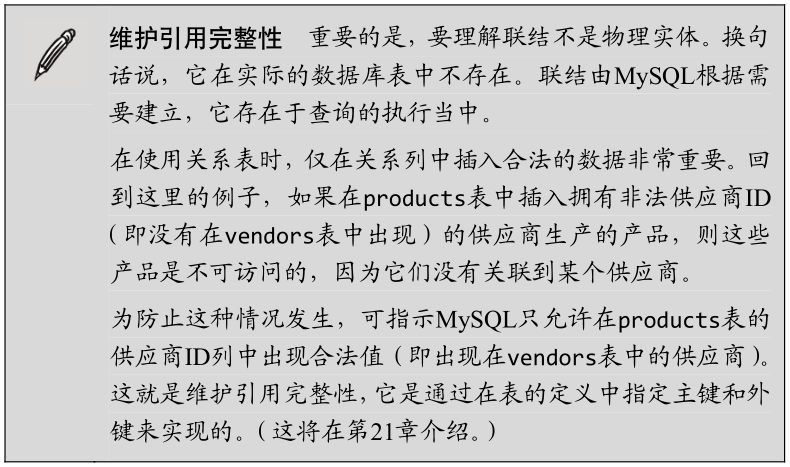 维护引用完整性 重要的是，要理解联结不是物理实体。换句
话说，它在实际的数据库表中不存在。联结由MySQL根据需
要建立，它存在于查询的执行当中。
在使用关系表时，仅在关系列中插入合法的数据非常重要。回
到这里的例子，如果在products表中插入拥有非法供应商ID
（即没有在vendors表中出现）的供应商生产的产品，则这些
产品是不可访问的，因为它们没有关联到某个供应商。
为防止这种情况发生，可指示MySQL只允许在products表的
供应商ID列中出现合法值（即出现在vendors表中的供应商）。
这就是维护引用完整性，它是通过在表的定义中指定主键和外
键来实现的。（这将在第21章介绍。）